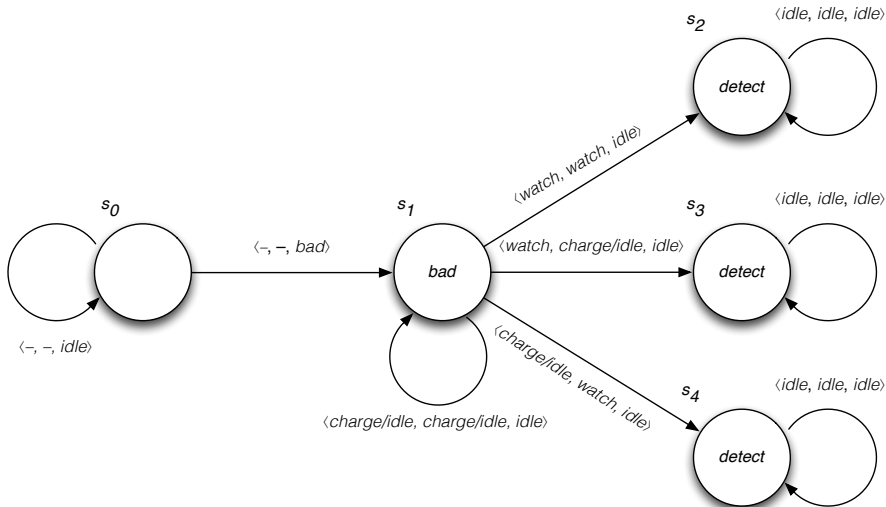 s2
⟨idle, idle, idle⟩
detect
⟨watch, watch, idle⟩
s0
s1
s3
⟨idle, idle, idle⟩
⟨–, –, bad⟩
⟨watch, charge/idle, idle⟩
bad
detect
⟨–, –, idle⟩
⟨charge/idle, watch, idle⟩
s4
⟨idle, idle, idle⟩
⟨charge/idle, charge/idle, idle⟩
detect